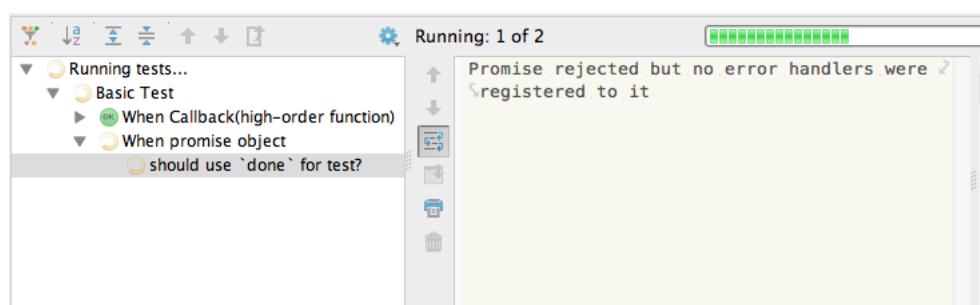 Running: 1 of 2
Running tests...
Basic Test
OK When Callback(high-order function)
When promise object
should use `done` for test?
Promise rejected but no error handlers were
registered to it